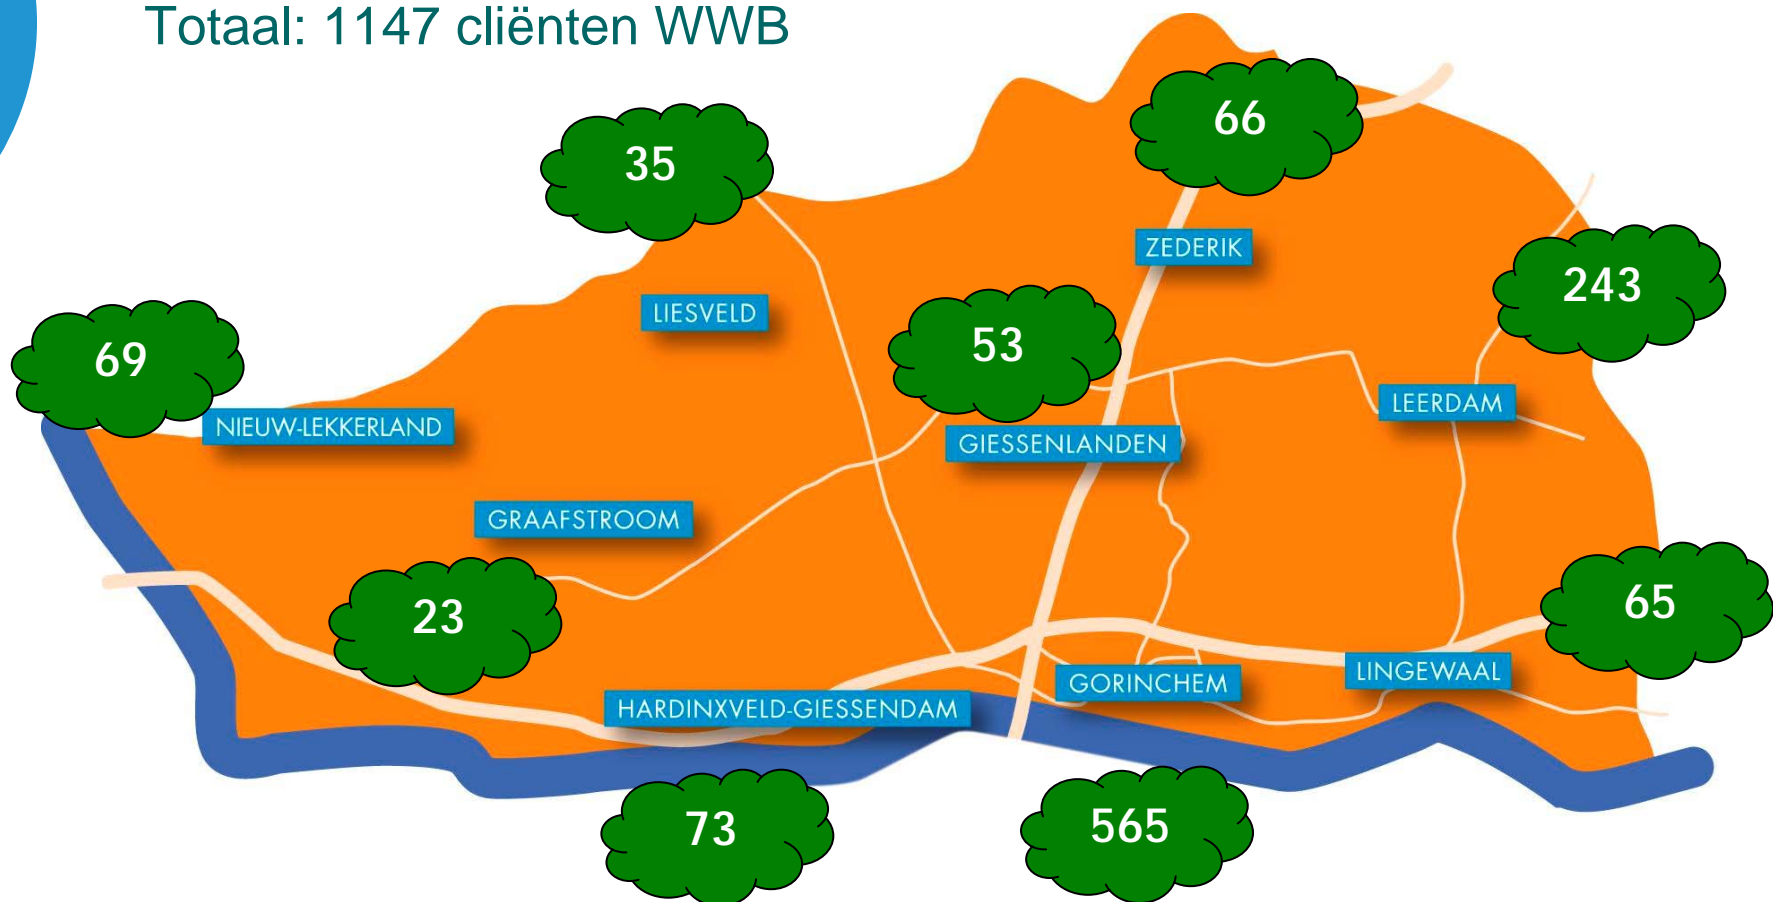 Totaal: 1147 cliënten WWB
66
35
ZEDERIK
243
LIESVELD
53
69
LEERDAM
NIEUW-LEKKERLAND
GIESSENLANDEN
GRAAFSTROOM
23
65
LINGEWAAL
GORINCHEM
HARDINXVELD-GIESSENDAM
73
565